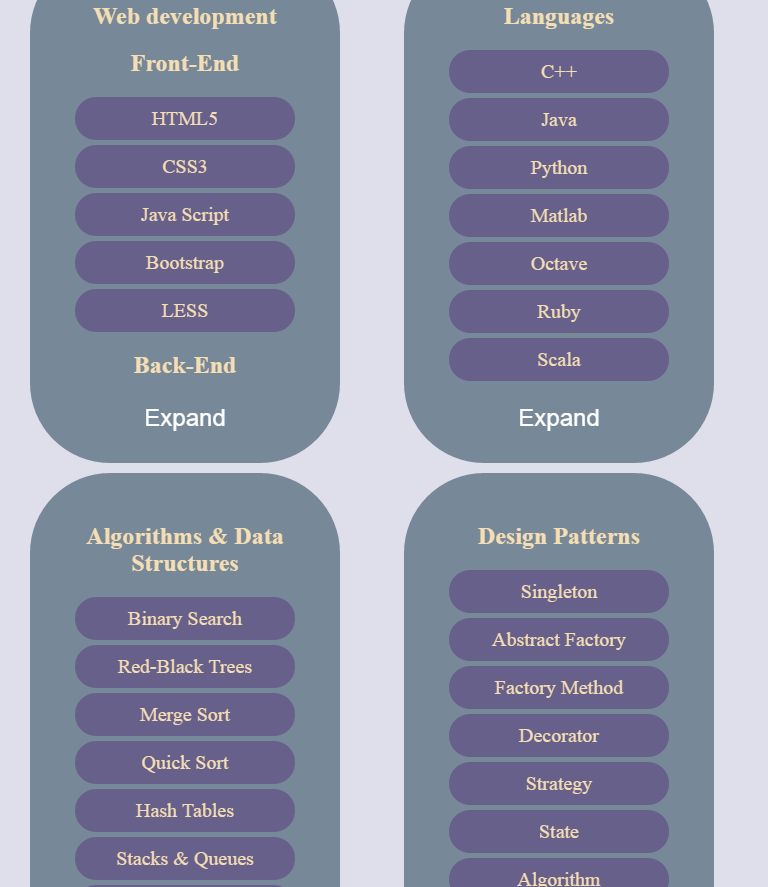 Web development
Front-End
HTML5
CSS3
Java Script
Bootstrap
LESS
Back-End
Expand
Languages
C++
Java
Python
Matlab
Octave
Ruby
Scala
Expand
Algorithms & Data
Structures
Binary Search
Red-Black Trees
Merge Sort
Quick Sort
Hash Tables
Stacks & Queues
Design Patterns
Singleton
Abstract Factory
Factory Method
Decorator
Strategy
State
Algorithm